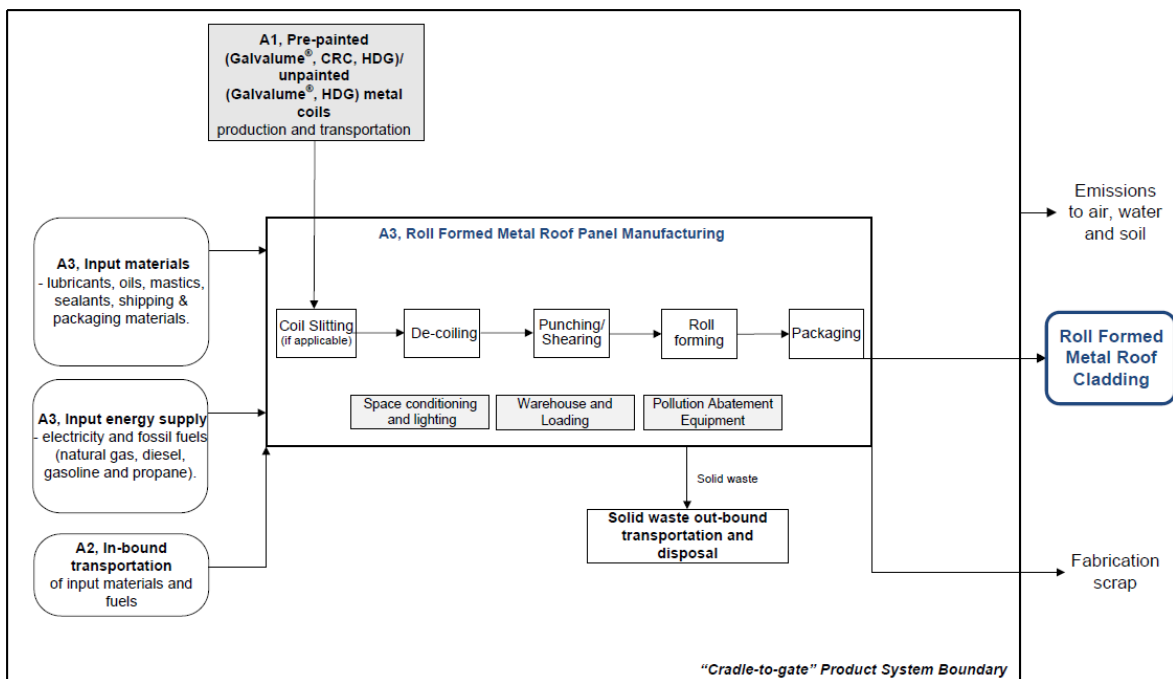 A1, Pre-painted
(Galvalume®, CRC, HDG)/
unpainted
(Galvalume®, HDG) metal
coils
production and transportation
A3, Input materials
- lubricants, oils, mastics,
sealants, shipping &
packaging materials.
A3, Input energy supply
- electricity and fossil fuels
(natural gas, diesel,
gasoline and propane).
A2, In-bound
transportation
of input materials and
fuels
A3, Roll Formed Metal Roof Panel Manufacturing
Coil Slitting
(if applicable)
De-coiling
Punching/
Shearing
Roll
forming
Packaging
Space conditioning
and lighting
Warehouse and
Loading
Pollution Abatement
Equipment
Solid waste
Solid waste out-bound
transportation and
disposal
Emissions
to air, water
and soil
Roll Formed
Metal Roof
Cladding
Fabrication
scrap
“Cradle-to-gate” Product System Boundary